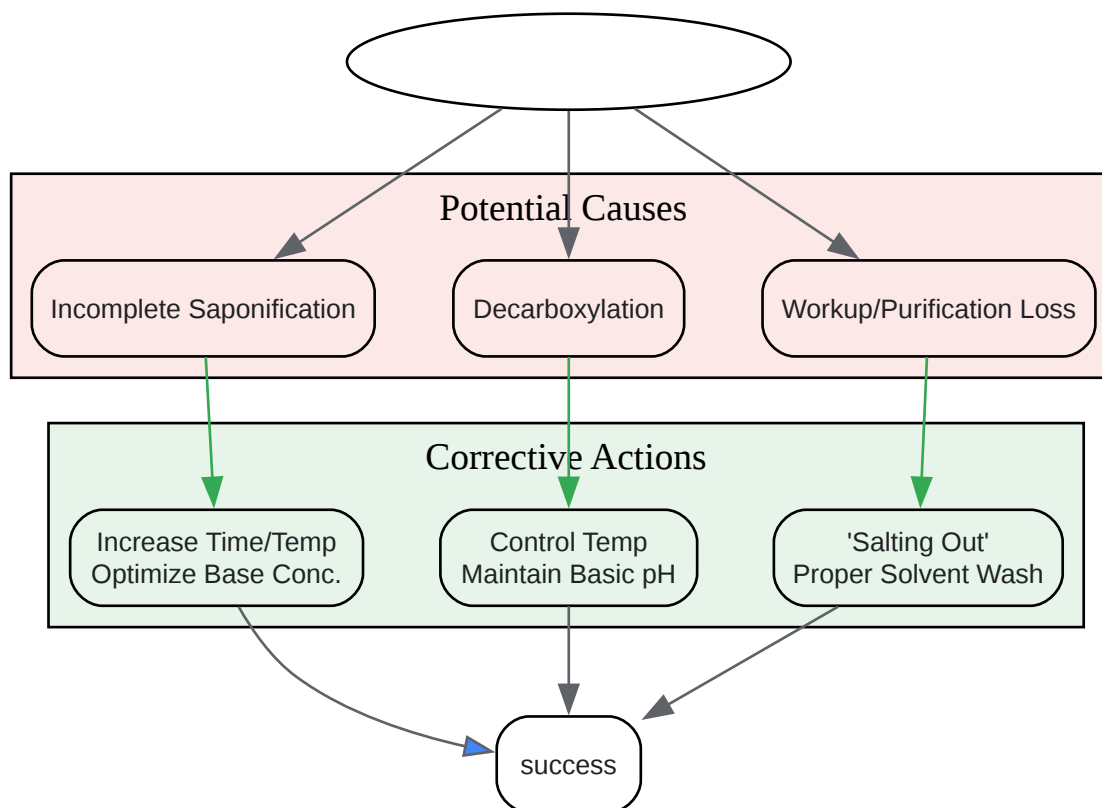 Potential Causes
Incomplete Saponification
Decarboxylation
Workup/Purification Loss
Corrective Actions
Increase Time/Temp
Optimize Base Conc.
Control Temp
Maintain Basic pH
'Salting Out'
Proper Solvent Wash
success